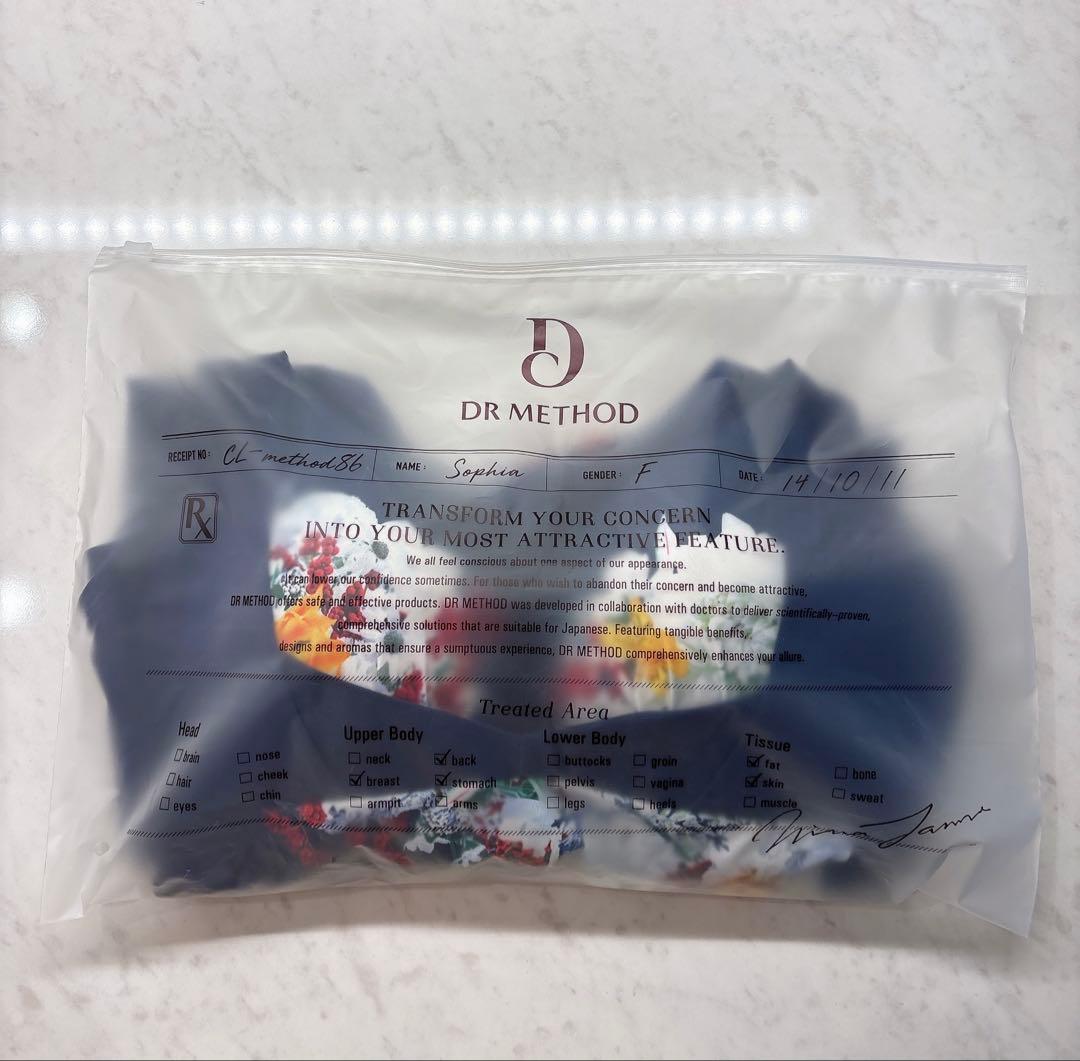 DR METHOD
RECEIPT NO: CL-method86 NAME: Sophia GENDER: F DATE: 14/10/11
Rx
TRANSFORM YOUR CONCERN
INTO YOUR MOST ATTRACTIVE FEATURE.
We all feel conscious about one aspect of our appearance.
It can lower our confidence sometimes. For those who wish to abandon their concern and become attractive,
DR METHOD offers safe and effective products. DR METHOD was developed in collaboration with doctors to deliver scientifically-proven,
comprehensive solutions that are suitable for Japanese. Featuring tangible benefits,
designs and aromas that ensure a sumptuous experience, DR METHOD comprehensively enhances your allure.
Treated Area
Head
brain nose
hair cheek
eyes chin
Upper Body
neck back
breast stomach
armpit arms
Lower Body
buttocks groin
pelvis vagina
legs heels
Tissue
fat bone
skin sweat
muscle